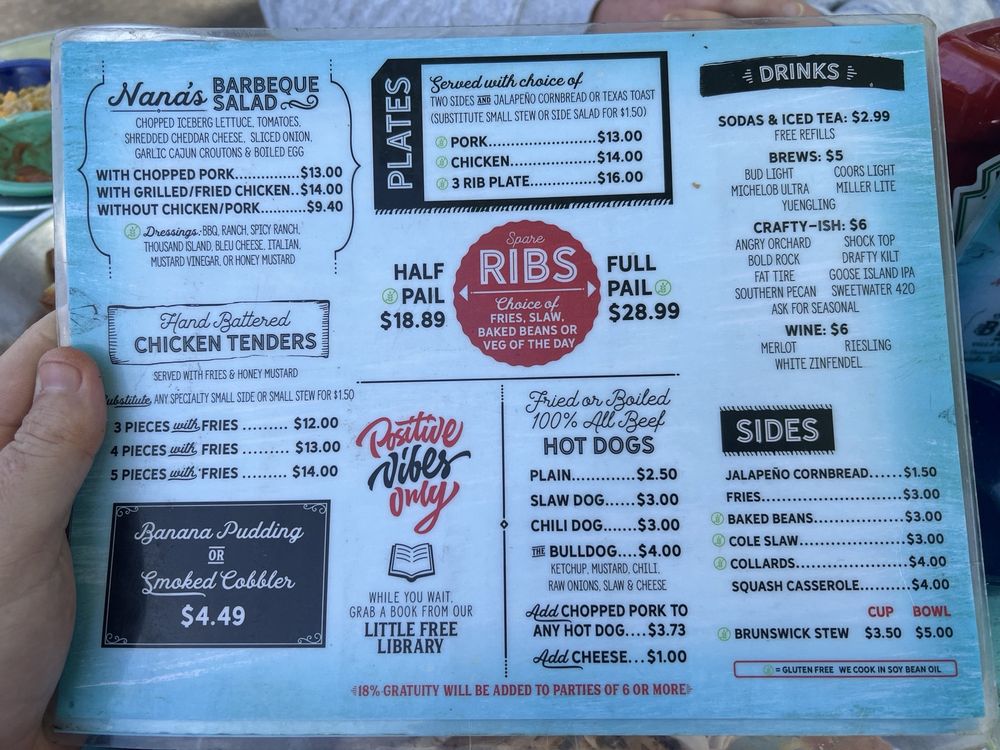 Nana's BARBEQUE SALAD
CHOPPED ICEBERG LETTUCE, TOMATOES,
SHREDDED CHEDDAR CHEESE, SLICED ONION,
GARLIC CAJUN CROUTONS & BOILED EGG
WITH CHOPPED PORK..........$13.00
WITH GRILLED/FRIED CHICKEN..$14.00
WITHOUT CHICKEN/PORK..........$9.40
Dressings: BBQ, RANCH, SPICY RANCH,
THOUSAND ISLAND, BLEU CHEESE, ITALIAN,
MUSTARD VINEGAR, OR HONEY MUSTARD
Hand Battered
CHICKEN TENDERS
SERVED WITH FRIES & HONEY MUSTARD
ANY SPECIALTY SMALL SIDE OR SMALL STEW FOR $1.50
3 PIECES with FRIES ......... $12.00
4 PIECES with FRIES ......... $13.00
5 PIECES with FRIES ......... $14.00
Banana Pudding
OR
Smoked Cobbler
$4.49
PLATES
Served with choice of
TWO SIDES AND JALAPEÑO CORNBREAD OR TEXAS TOAST
(SUBSTITUTE SMALL STEW OR SIDE SALAD FOR $1.50)
PORK....................$13.00
CHICKEN................$14.00
3 RIB PLATE.............$16.00
HALF
PAIL
$18.89
Spare
RIBS
Choice of
FRIES, SLAW,
BAKED BEANS OR
VEG OF THE DAY
FULL
PAIL
$28.99
Positive
Vibes
Only
WHILE YOU WAIT,
GRAB A BOOK FROM OUR
LITTLE FREE
LIBRARY
Fried or Boiled
100% All Beef
HOT DOGS
PLAIN.............$2.50
SLAW DOG......$3.00
CHILI DOG.......$3.00
THE BULLDOG....$4.00
KETCHUP, MUSTARD, CHILI,
RAW ONIONS, SLAW & CHEESE
Add CHOPPED PORK TO
ANY HOT DOG....$3.73
Add CHEESE...$1.00
18% GRATUITY WILL BE ADDED TO PARTIES OF 6 OR MORE
DRINKS
SODAS & ICED TEA: $2.99
FREE REFILLS
BREWS: $5
BUD LIGHT COORS LIGHT
MICHELOB ULTRA MILLER LITE
YUENGLING
CRAFTY-ISH: $6
ANGRY ORCHARD SHOCK TOP
BOLD ROCK DRAFTY KILT
FAT TIRE GOOSE ISLAND IPA
SOUTHERN PECAN SWEETWATER 420
ASK FOR SEASONAL
WINE: $6
MERLOT RIESLING
WHITE ZINFENDEL
SIDES
JALAPEÑO CORNBREAD......$1.50
FRIES..........................$3.00
BAKED BEANS..................$3.00
COLE SLAW....................$3.00
COLLARDS.....................$4.00
SQUASH CASSEROLE.........$4.00
CUP BOWL
BRUNSWICK STEW $3.50 $5.00
= GLUTEN FREE WE COOK IN SOY BEAN OIL